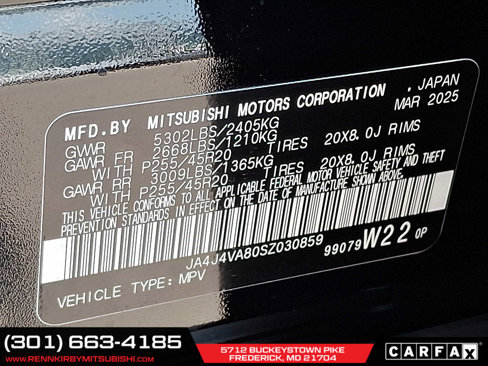 MFD.BY MITSUBISHI MOTORS CORPORATION , JAPAN
MAR 2025
GWR 5302LBS/2405KG
GAWR FR 2668LBS/1210KG
WITH P255/45R20 TIRES 20X8.0J RIMS
GAWR RR 3009LBS/1365KG
WITH P255/45R20 TIRES 20X8.0J RIMS
THIS VEHICLE CONFORMS TO ALL APPLICABLE FEDERAL MOTOR VEHICLE SAFETY AND THEFT
PREVENTION STANDARDS IN EFFECT ON THE DATE OF MANUFACTURE SHOWN ABOVE.
JA4J4VA80SZ030859
99079 W22 0P
VEHICLE TYPE: MPV
(301) 663-4185
WWW.RENNKIRBYMITSUBISHI.COM
5712 BUCKEYSTOWN PIKE
FREDERICK, MO 21704
CARFAX